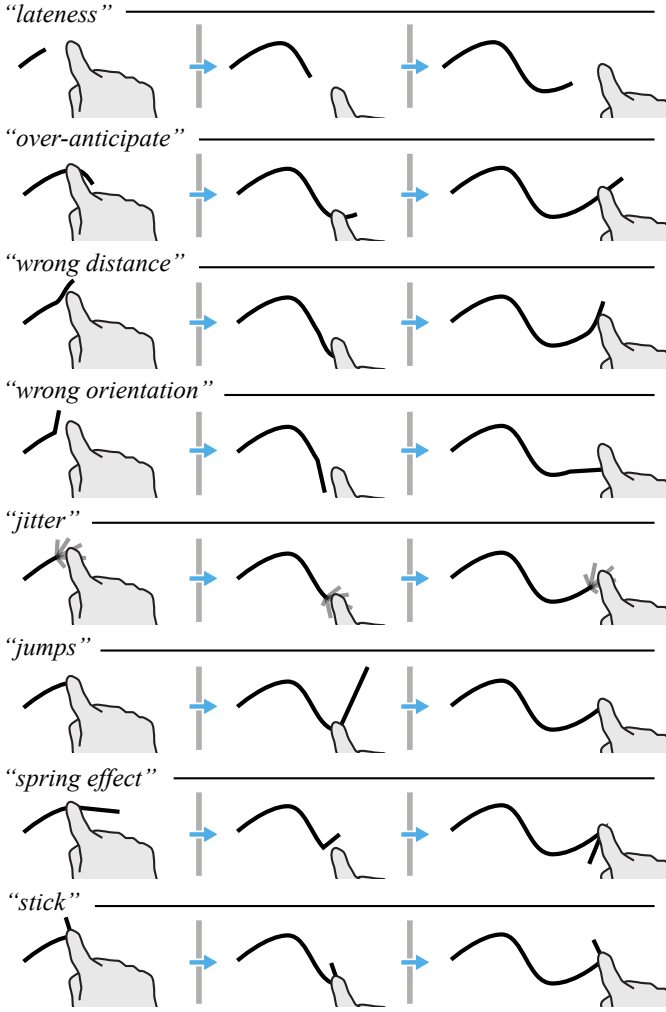 “lateness”
“over-anticipate”
“wrong distance”
“wrong orientation”
“jitter”
“jumps”
“spring effect”
“stick”